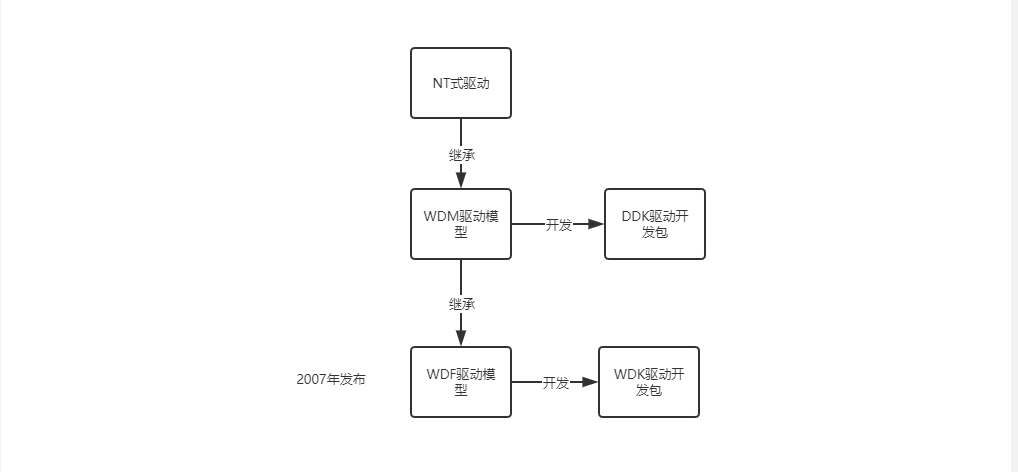 NT式驱动
继承
WDM驱动模
型
开发
DDK驱动开
发包
继承
2007年发布
WDF驱动模
型
开发
WDK驱动开
发包